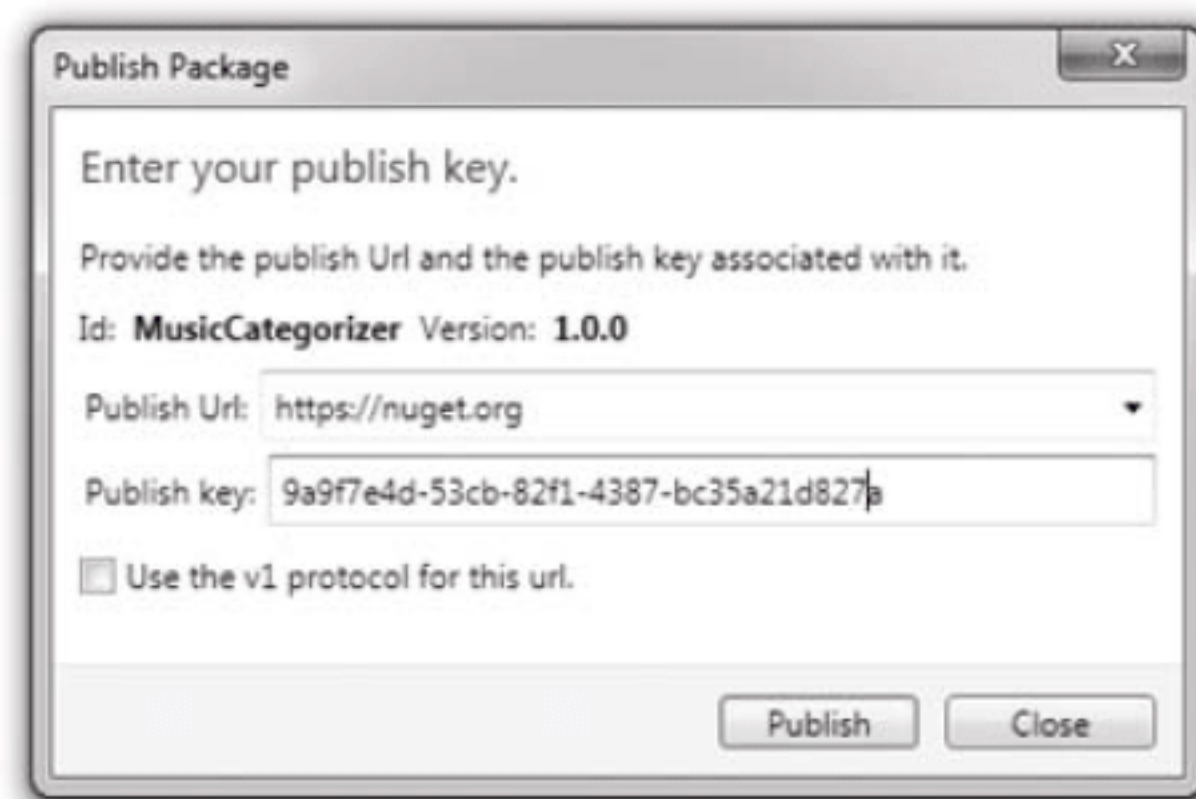 Publish Package
Enter your publish key.
Provide the publish Url and the publish key associated with it.
Id: MusicCategorizer Version: 1.0.0
Publish Url: https://nuget.org
Publish key: 9a9f7e4d-53cb-82f1-4387-bc35a21d827a
Use the v1 protocol for this url.
Publish Close